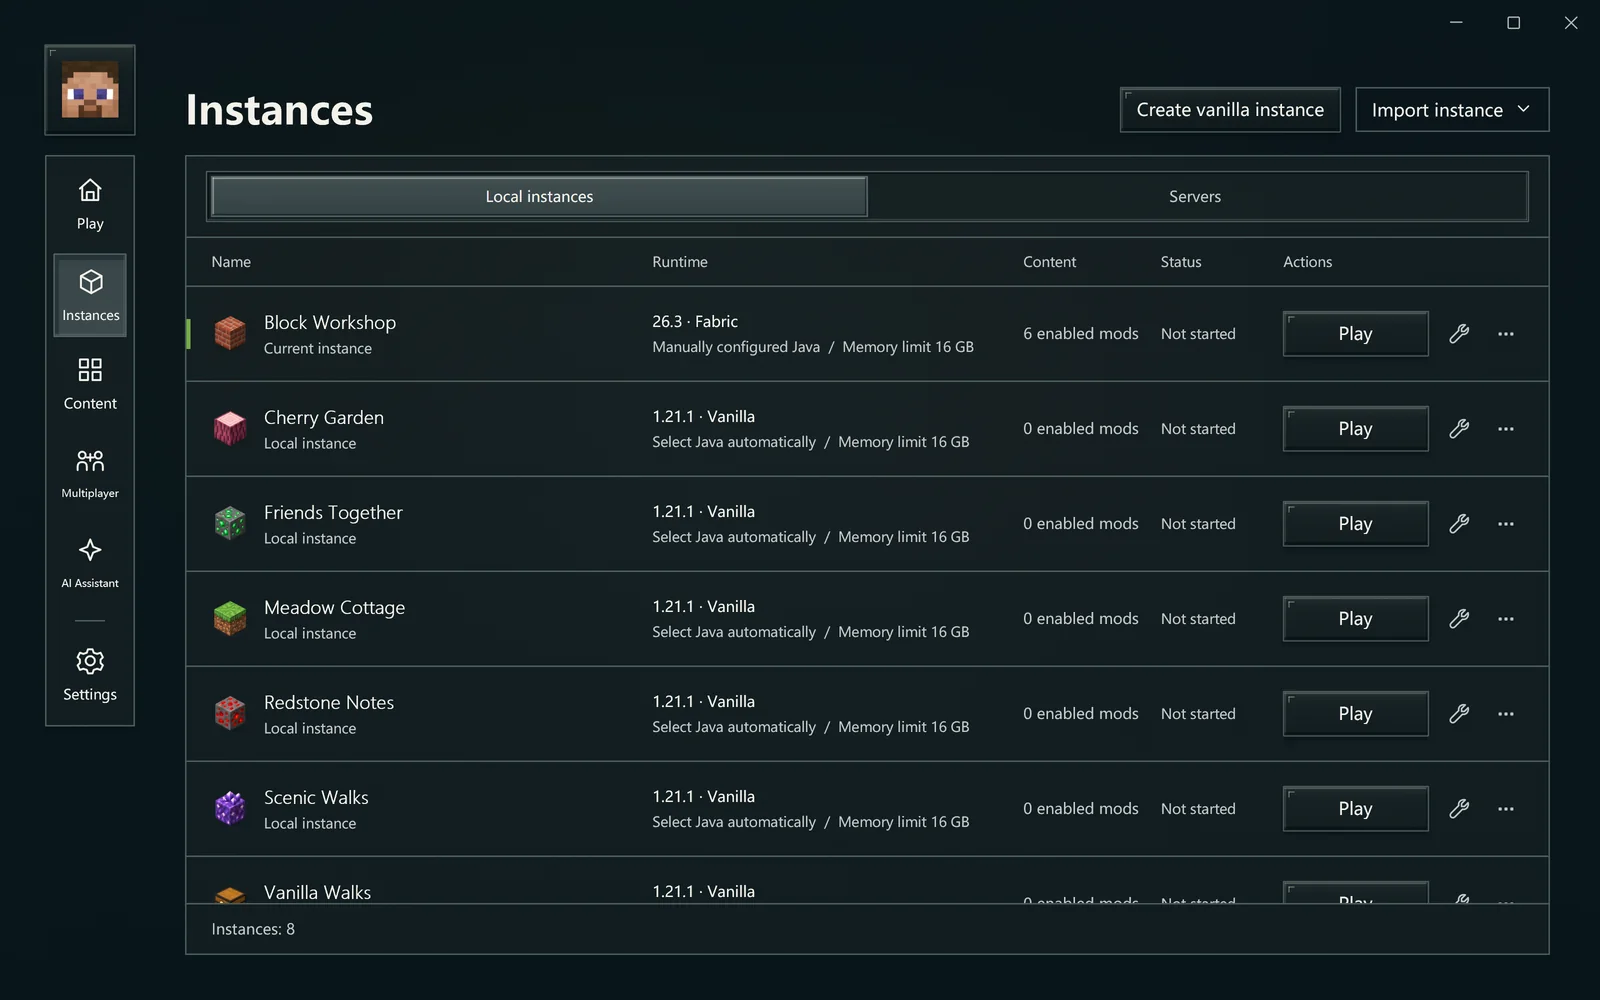 Instances
Create vanilla instance
Import instance
Play
Instances
Content
Multiplayer
AI Assistant
Settings
Local instances
Servers
Name
Runtime
Content
Status
Actions
Block Workshop
Current instance
26.3 · Fabric
Manually configured Java / Memory limit 16 GB
6 enabled mods
Not started
Play
Cherry Garden
Local instance
1.21.1 · Vanilla
Select Java automatically / Memory limit 16 GB
0 enabled mods
Not started
Play
Friends Together
Local instance
1.21.1 · Vanilla
Select Java automatically / Memory limit 16 GB
0 enabled mods
Not started
Play
Meadow Cottage
Local instance
1.21.1 · Vanilla
Select Java automatically / Memory limit 16 GB
0 enabled mods
Not started
Play
Redstone Notes
Local instance
1.21.1 · Vanilla
Select Java automatically / Memory limit 16 GB
0 enabled mods
Not started
Play
Scenic Walks
Local instance
1.21.1 · Vanilla
Select Java automatically / Memory limit 16 GB
0 enabled mods
Not started
Play
Vanilla Walks
1.21.1 · Vanilla
0 enabled mods
Not started
Play
Instances: 8